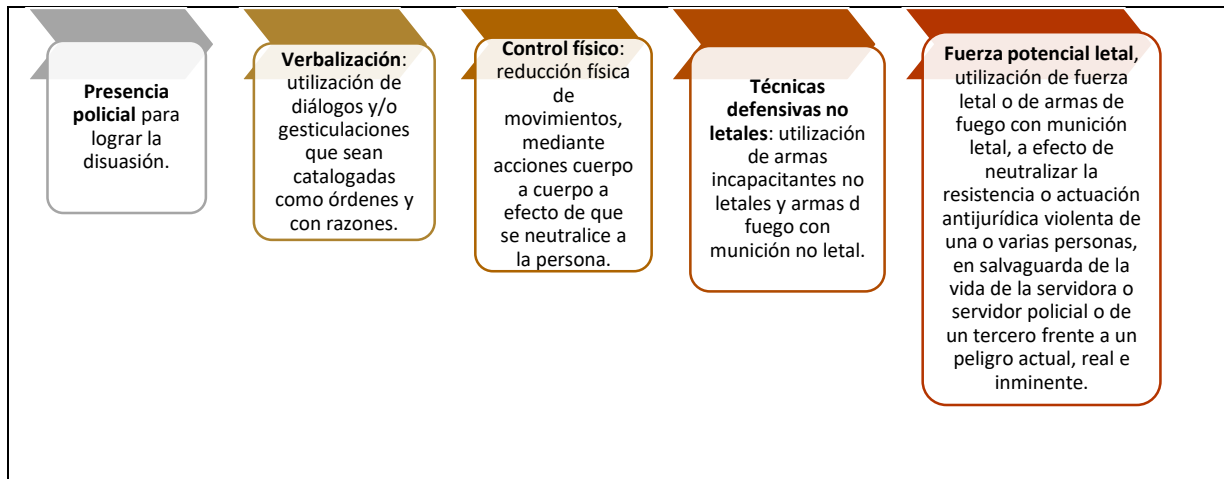 Presencia
policial para
lograr la
disuasión.
Verbalización:
utilización de
diálogos y/o
gesticulaciones
que sean
catalogadas
como órdenes y
con razones.
Control físico:
reducción física
de
movimientos,
mediante
acciones cuerpo
a cuerpo a
efecto de que
se neutralice a
la persona.
Técnicas
defensivas no
letales: utilización
de armas
incapacitantes no
letales y armas d
fuego con
munición no letal.
Fuerza potencial letal,
utilización de fuerza
letal o de armas de
fuego con munición
letal, a efecto de
neutralizar la
resistencia o actuación
antijurídica violenta de
una o varias personas,
en salvaguarda de la
vida de la servidora o
servidor policial o de
un tercero frente a un
peligro actual, real e
inminente.